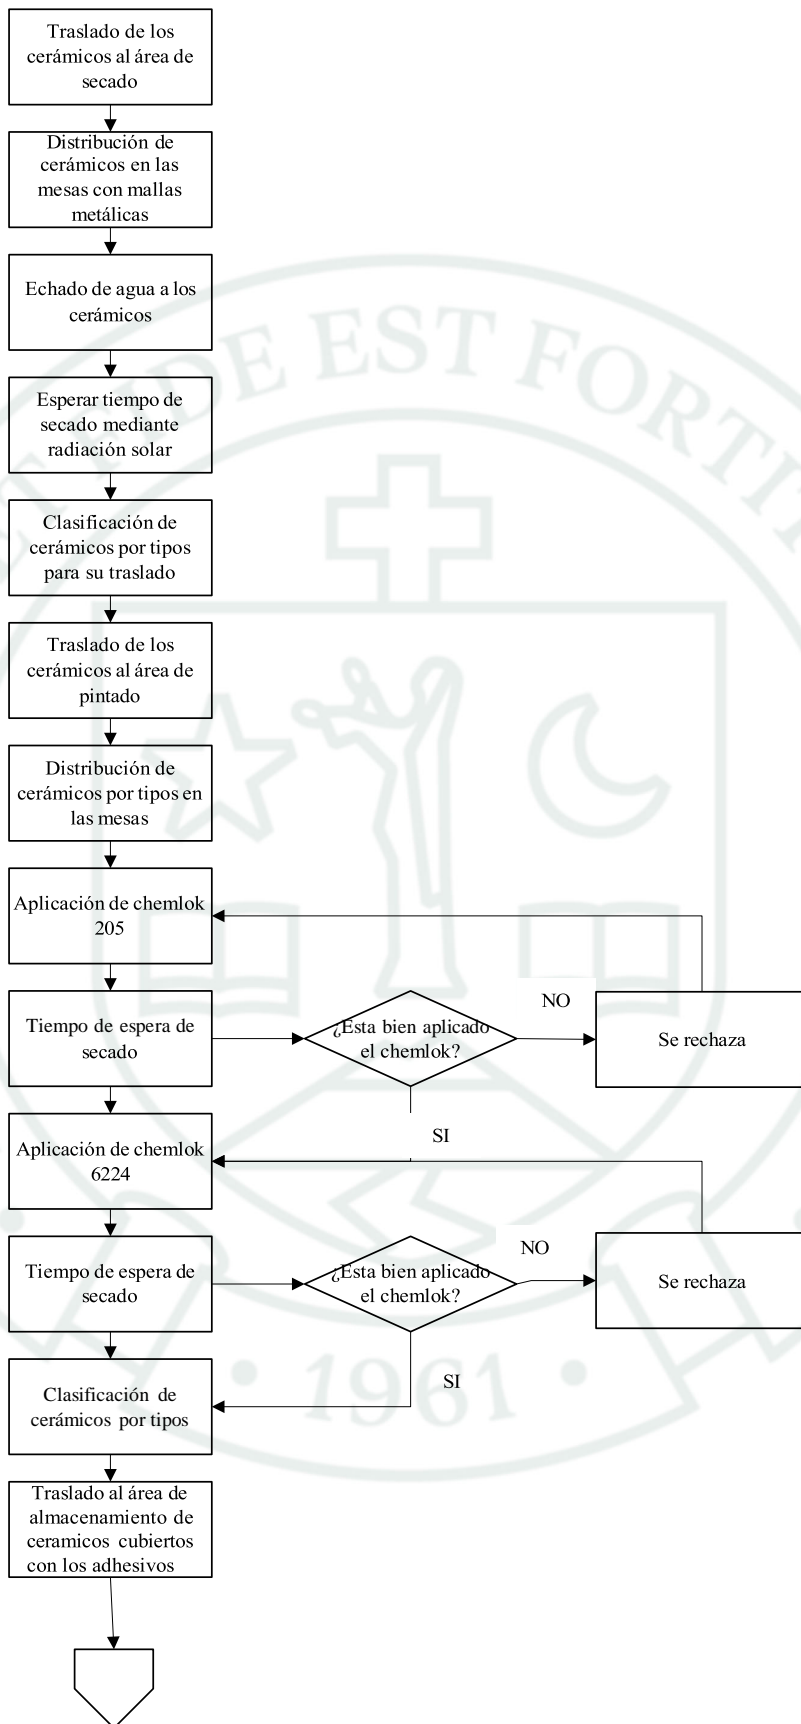 Traslado de los
cerámicos al área de
secado
Distribución de
cerámicos en las
mesas con mallas
metálicas
Echado de agua a los
cerámicos
Esperar tiempo de
secado mediante
radiación solar
Clasificación de
cerámicos por tipos
para su traslado
Traslado de los
cerámicos al área de
pintado
Distribución de
cerámicos por tipos en
las mesas
Aplicación de chemlok
205
Tiempo de espera de
secado
¿Esta bien aplicado
el chemlok?
NO
Se rechaza
SI
Aplicación de chemlok
6224
Tiempo de espera de
secado
¿Esta bien aplicado
el chemlok?
NO
Se rechaza
SI
Clasificación de
cerámicos por tipos
Traslado al área de
almacenamiento de
ceramicos cubiertos
con los adhesivos
ET FIDE EST FORTIT
• 1961 •